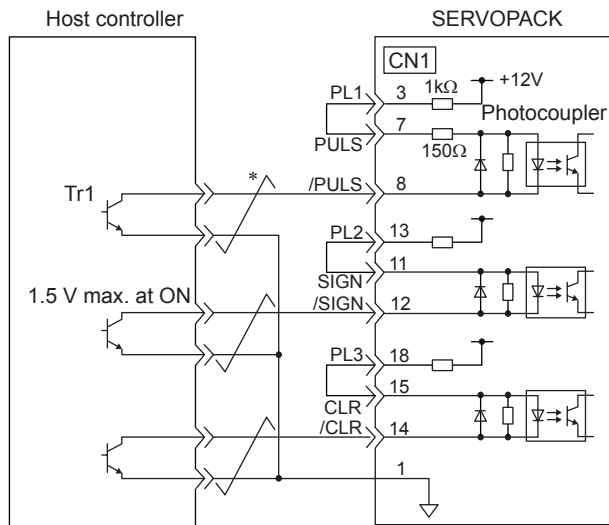 Host controller
SERVOPACK
CN1
PL1
3
1kΩ
+12V
Photocoupler
7
PULS
150Ω
*
/PULS
8
Tr1
PL2
13
11
SIGN
1.5 V max. at ON
/SIGN
12
PL3
18
15
CLR
/CLR
14
1